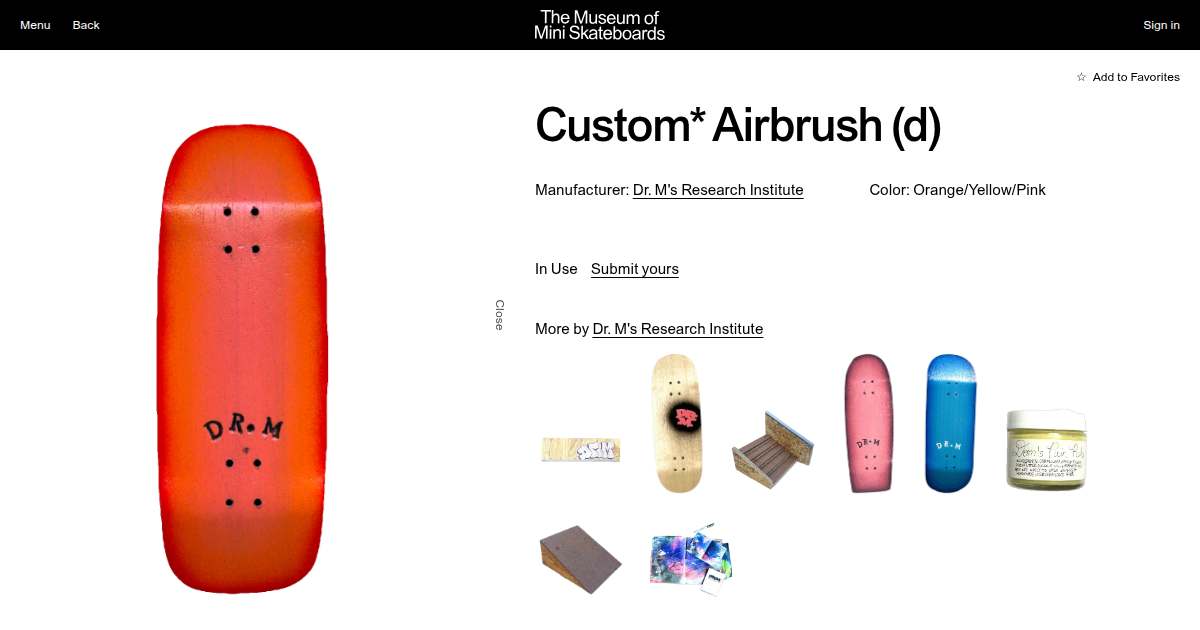 Menu
Back
The Museum of
Mini Skateboards
Sign in
☆ Add to Favorites
Custom* Airbrush (d)
Manufacturer: Dr. M's Research Institute
Color: Orange/Yellow/Pink
In Use Submit yours
Close
More by Dr. M's Research Institute
DR.M
DR.M
DR.M